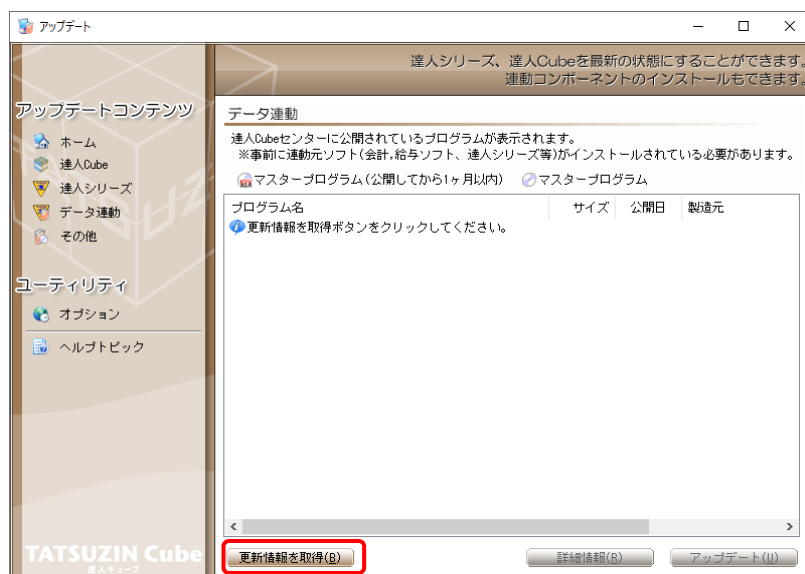 アップデート
達人シリーズ、達人Cubeを最新の状態にすることができます。
連動コンポーネントのインストールもできます。
アップデートコンテンツ
ホーム
達人Cube
達人シリーズ
データ連動
その他
ユーティリティ
オプション
ヘルプトピック
TATSUZIN Cube
達人キューブ
データ連動
達人Cubeセンターに公開されているプログラムが表示されます。
※事前に連動元ソフト(会計,給与ソフト、達人シリーズ等)がインストールされている必要があります。
マスタープログラム(公開してから1ヶ月以内) マスタープログラム
プログラム名 サイズ 公開日 製造元
更新情報を取得ボタンをクリックしてください。
更新情報を取得(B) 詳細情報(R) アップデート(U)